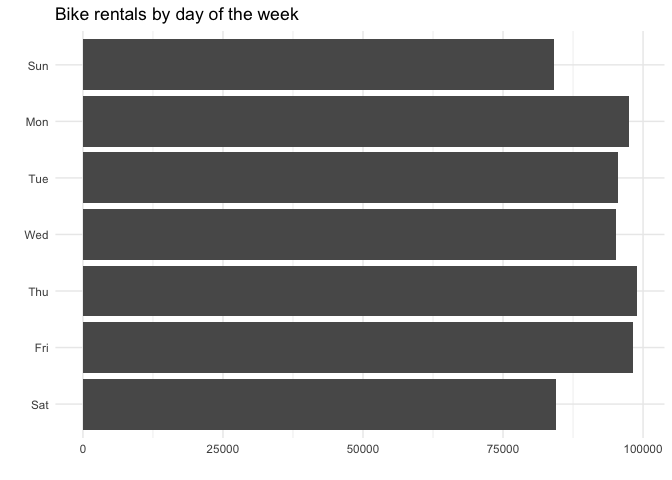 Bike rentals by day of the week
Sun
Mon
Tue
Wed
Thu
Fri
Sat
0 25000 50000 75000 100000